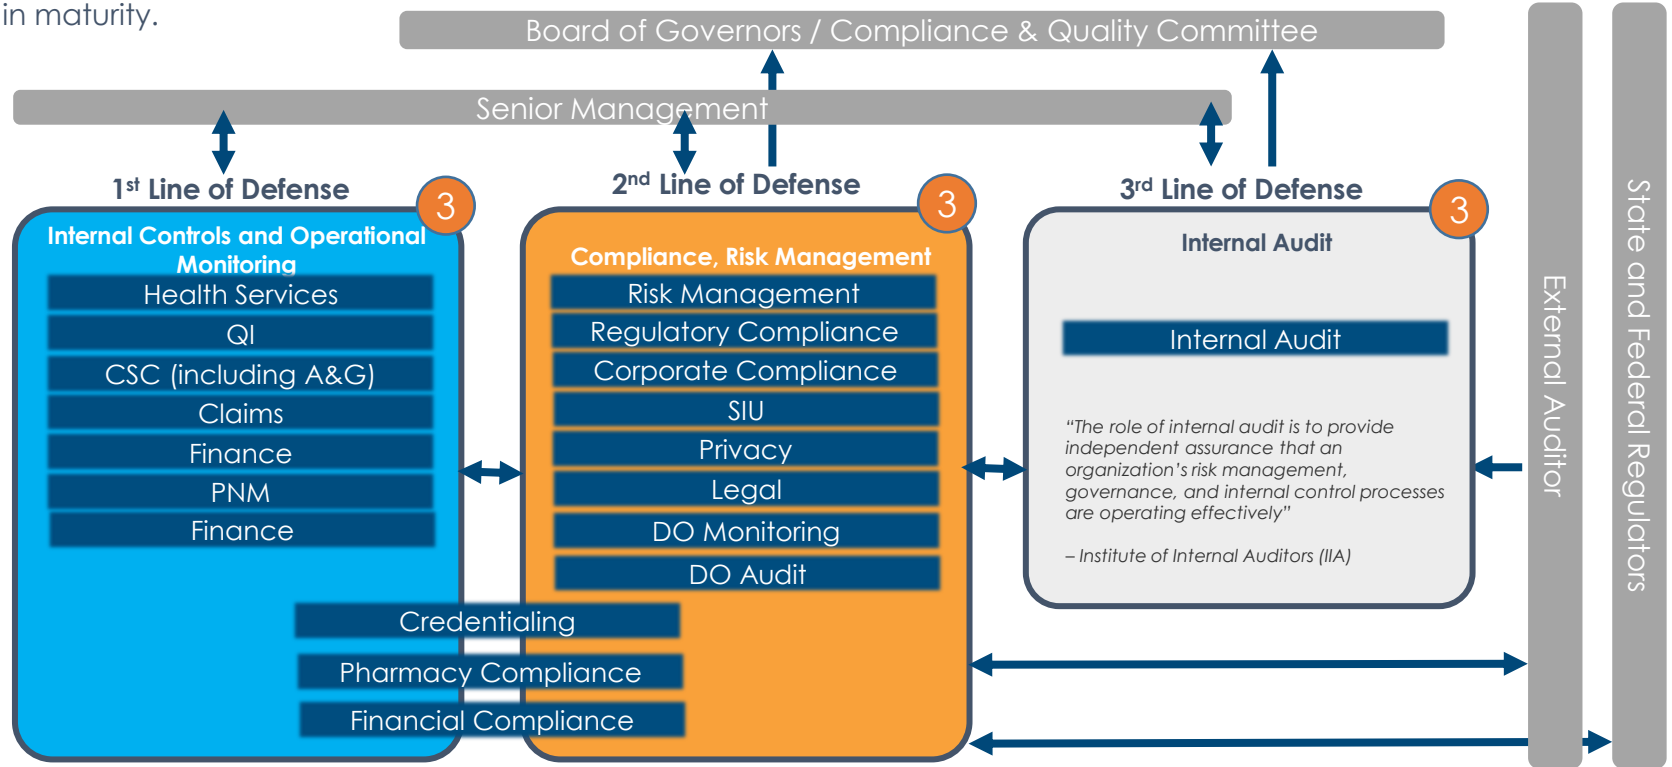 in maturity.
Board of Governors / Compliance & Quality Committee
Senior Management
1st Line of Defense
3
Internal Controls and Operational
Monitoring
Health Services
QI
CSC (including A&G)
Claims
Finance
PNM
Finance
2nd Line of Defense
3
Compliance, Risk Management
Risk Management
Regulatory Compliance
Corporate Compliance
SIU
Privacy
Legal
DO Monitoring
DO Audit
Credentialing
Pharmacy Compliance
Financial Compliance
3rd Line of Defense
3
Internal Audit
Internal Audit
“The role of internal audit is to provide
independent assurance that an
organization’s risk management,
governance, and internal control processes
are operating effectively”
– Institute of Internal Auditors (IIA)
External Auditor
State and Federal Regulators